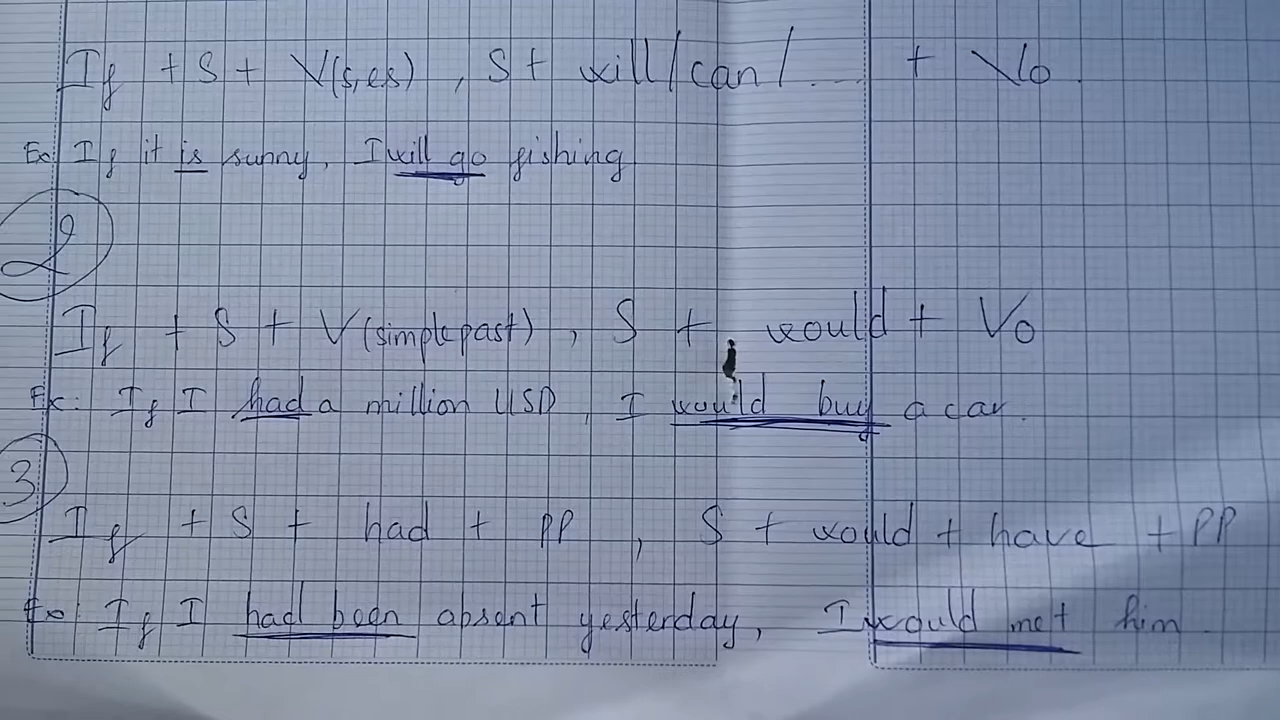 If + S + V(s,es) , S + will/can/.... + Vo.
Ex: If it is sunny, I will go fishing
2
If + S + V(simple past) , S + would + Vo
Ex: If I had a million USD , I would buy a car.
3
If + S + had + PP , S + would + have + PP
Ex: If I had been absent yesterday, I would met him.